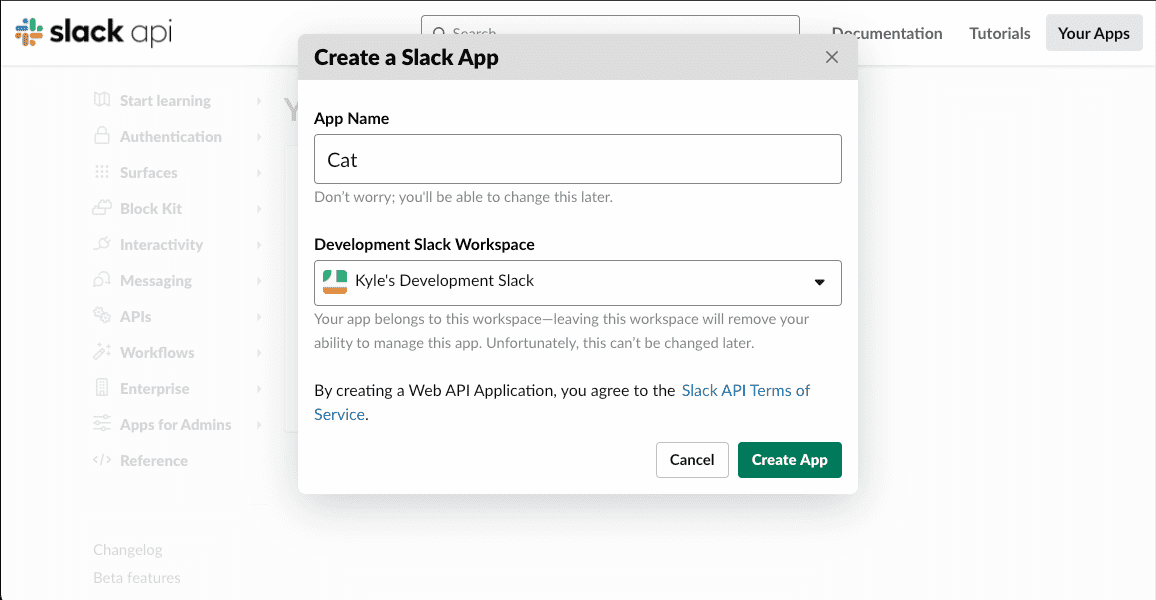 slack api
Search
Documentation
Tutorials
Your Apps
Create a Slack App
Start learning
Authentication
Surfaces
Block Kit
Interactivity
Messaging
APIs
Workflows
Enterprise
Apps for Admins
Reference
Changelog
Beta features
App Name
Cat
Don’t worry; you'll be able to change this later.
Development Slack Workspace
Kyle's Development Slack
Your app belongs to this workspace—leaving this workspace will remove your
ability to manage this app. Unfortunately, this can’t be changed later.
By creating a Web API Application, you agree to the Slack API Terms of
Service.
Cancel
Create App